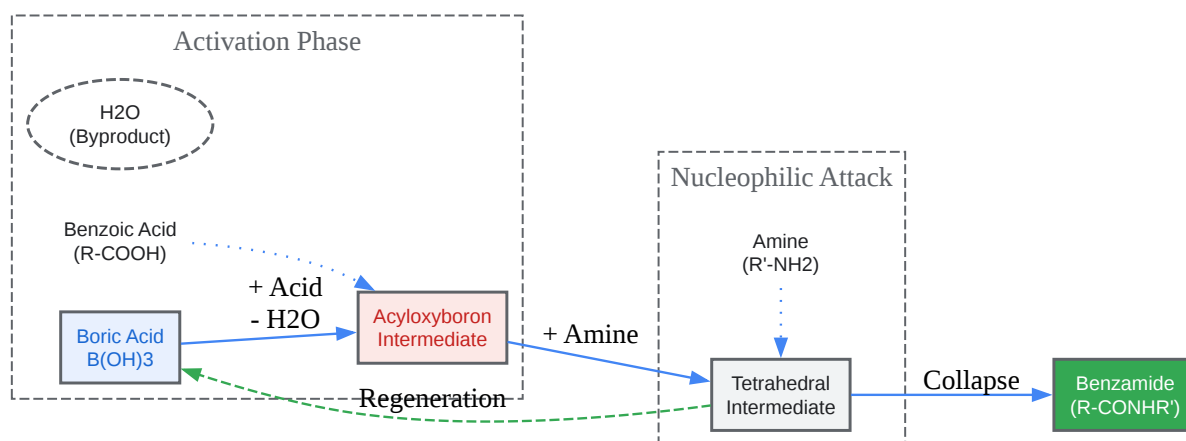 Activation Phase
H2O
(Byproduct)
Benzoic Acid
(R-COOH)
+ Acid
- H2O
Boric Acid
B(OH)3
Acyloxyboron
Intermediate
+ Amine
Regeneration
Nucleophilic Attack
Amine
(R'-NH2)
Tetrahedral
Intermediate
Collapse
Benzamide
(R-CONHR')